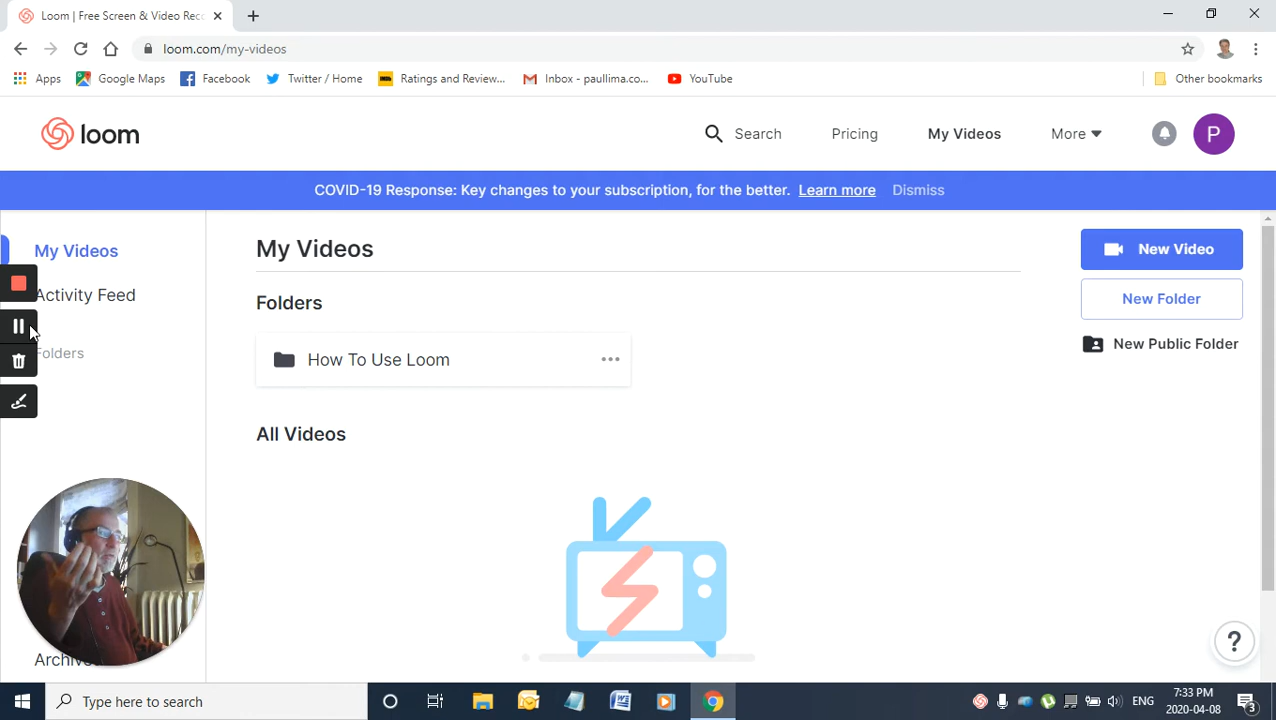 Loom | Free Screen & Video Rec
loom.com/my-videos
Apps Google Maps Facebook Twitter / Home Ratings and Review... Inbox - paullima.co... YouTube Other bookmarks
loom Search Pricing My Videos More P
COVID-19 Response: Key changes to your subscription, for the better. Learn more Dismiss
My Videos
Activity Feed
Folders
My Videos
Folders
How To Use Loom
All Videos
New Video
New Folder
New Public Folder
?
Type here to search
ENG
7:33 PM
2020-04-08
3